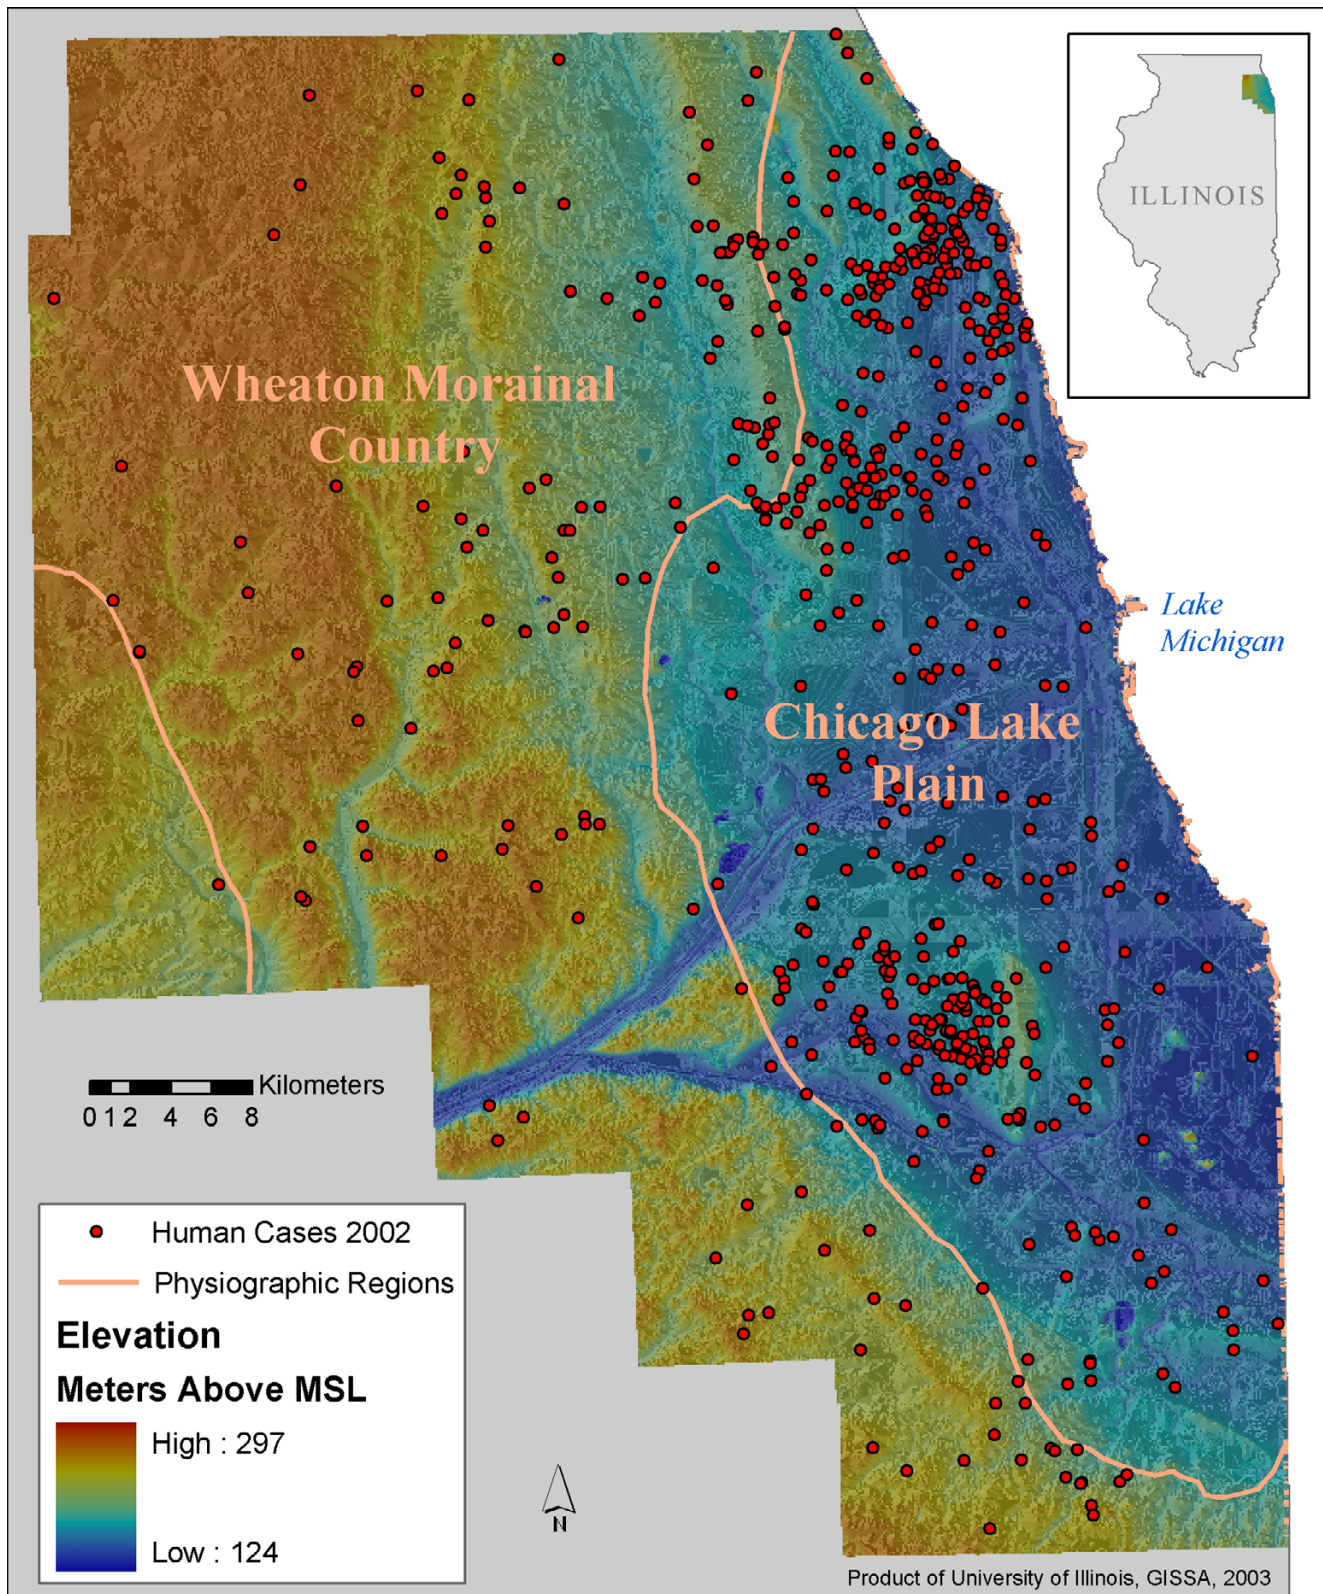 ILLINOIS
Wheaton Morainal
Country
Lake
Michigan
Chicago Lake
Plain
Kilometers
0 1 2 4 6 8
Human Cases 2002
Physiographic Regions
Elevation
Meters Above MSL
High : 297
Low : 124
N
Product of University of Illinois, GISSA, 2003